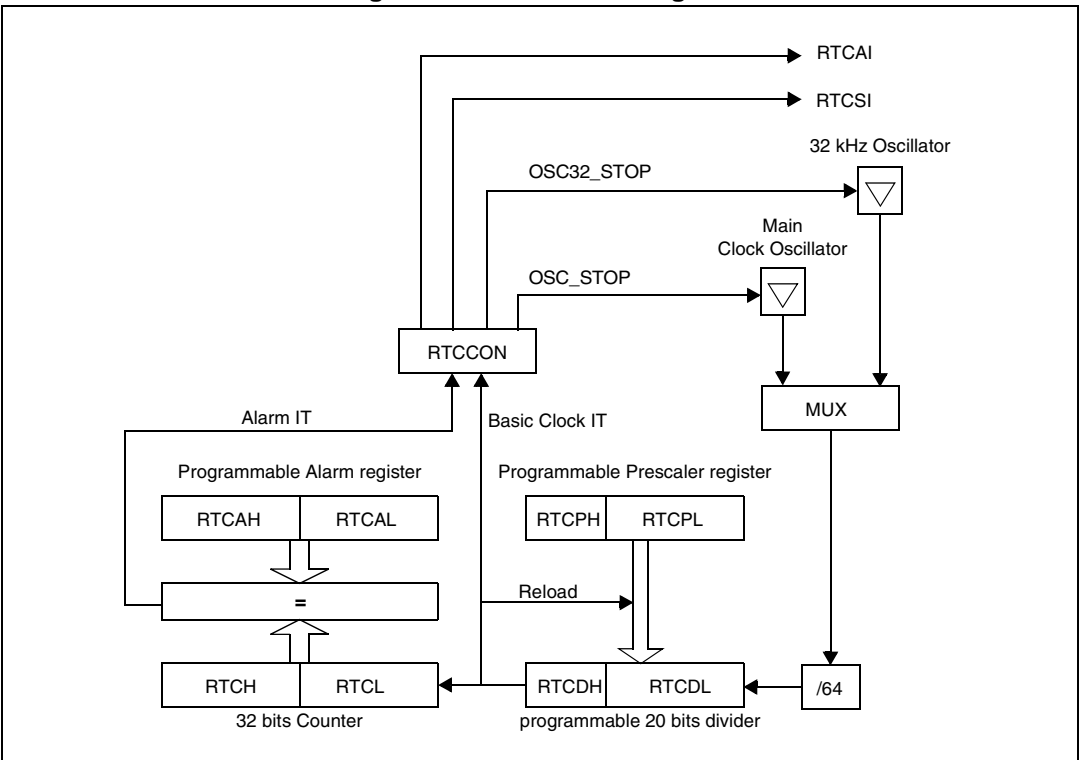 RTCAI
RTCSI
32 kHz Oscillator
OSC32_STOP
Main
Clock Oscillator
OSC_STOP
RTCCON
MUX
Alarm IT
Basic Clock IT
Programmable Alarm register
Programmable Prescaler register
RTCAH RTCAL
RTCPH RTCPL
=
Reload
RTCH RTCL
RTCDH RTCDL
/64
32 bits Counter
programmable 20 bits divider